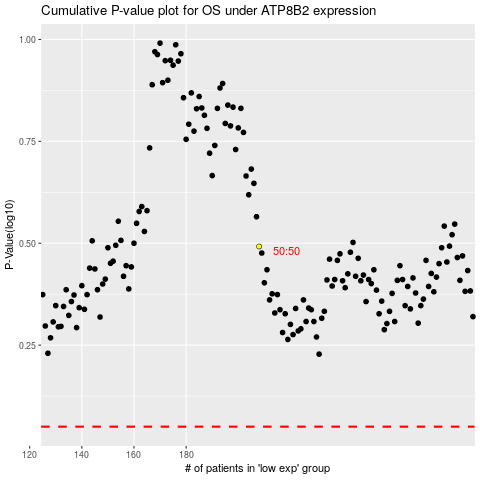 Cumulative P-value plot for OS under ATP8B2 expression
1.00
0.75
0.50
0.25
P-Value(log10)
50:50
120 140 160 180
# of patients in 'low exp' group